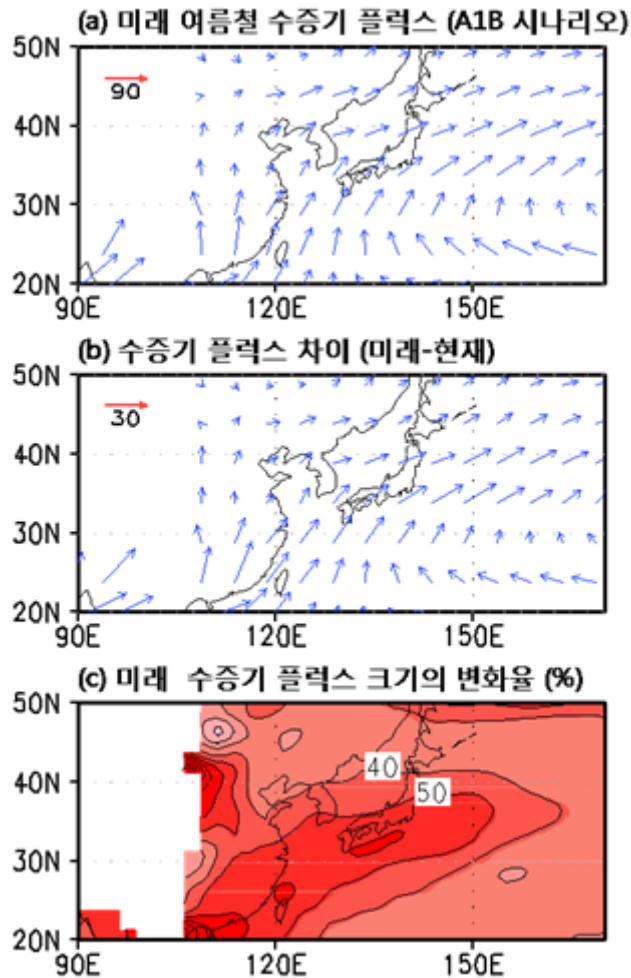 (a) 미래 여름철 수증기 플럭스 (A1B 시나리오)
50N
90
40N
30N
20N
90E 120E 150E
(b) 수증기 플럭스 차이 (미래-현재)
50N
30
40N
30N
20N
90E 120E 150E
(c) 미래 수증기 플럭스 크기의 변화율 (%)
50N
40
50
40N
30N
20N
90E 120E 150E